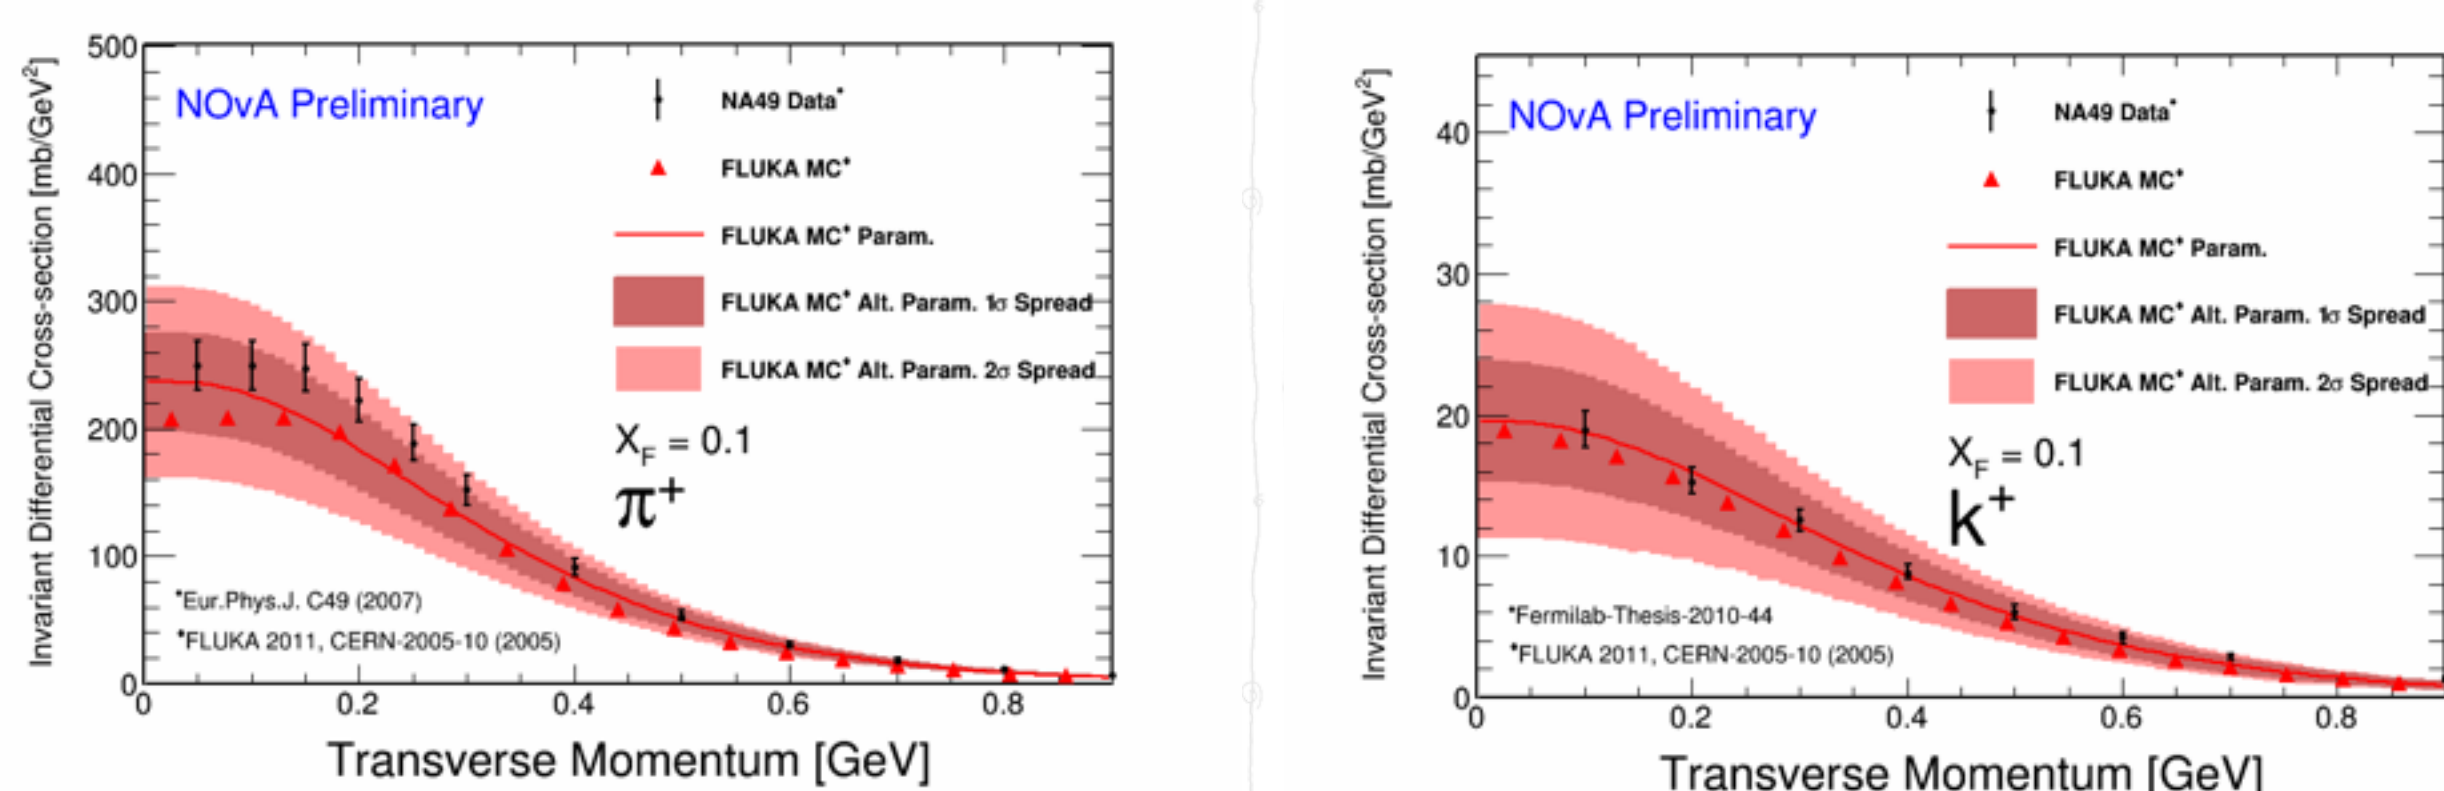 500
400
300
200
100
0
0
0.2
0.4
0.6
0.8
Invariant Differential Cross-section [mb/GeV²]
Transverse Momentum [GeV]
NOvA Preliminary
NA49 Data*
FLUKA MC⁺
FLUKA MC⁺ Param.
FLUKA MC⁺ Alt. Param. 1σ Spread
FLUKA MC⁺ Alt. Param. 2σ Spread
X_F = 0.1
π⁺
*Eur.Phys.J. C49 (2007)
⁺FLUKA 2011, CERN-2005-10 (2005)
40
30
20
10
0
0
0.2
0.4
0.6
0.8
Invariant Differential Cross-section [mb/GeV²]
Transverse Momentum [GeV]
NOvA Preliminary
NA49 Data*
FLUKA MC⁺
FLUKA MC⁺ Param.
FLUKA MC⁺ Alt. Param. 1σ Spread
FLUKA MC⁺ Alt. Param. 2σ Spread
X_F = 0.1
k⁺
*Fermilab-Thesis-2010-44
⁺FLUKA 2011, CERN-2005-10 (2005)